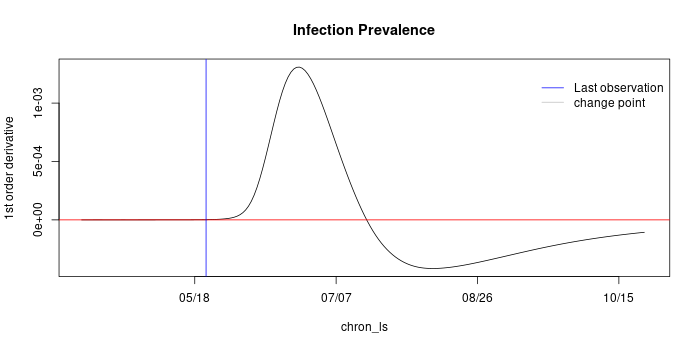 Infection Prevalence
1st order derivative
1e-03
5e-04
0e+00
Last observation
change point
05/18
07/07
08/26
10/15
chron_ls